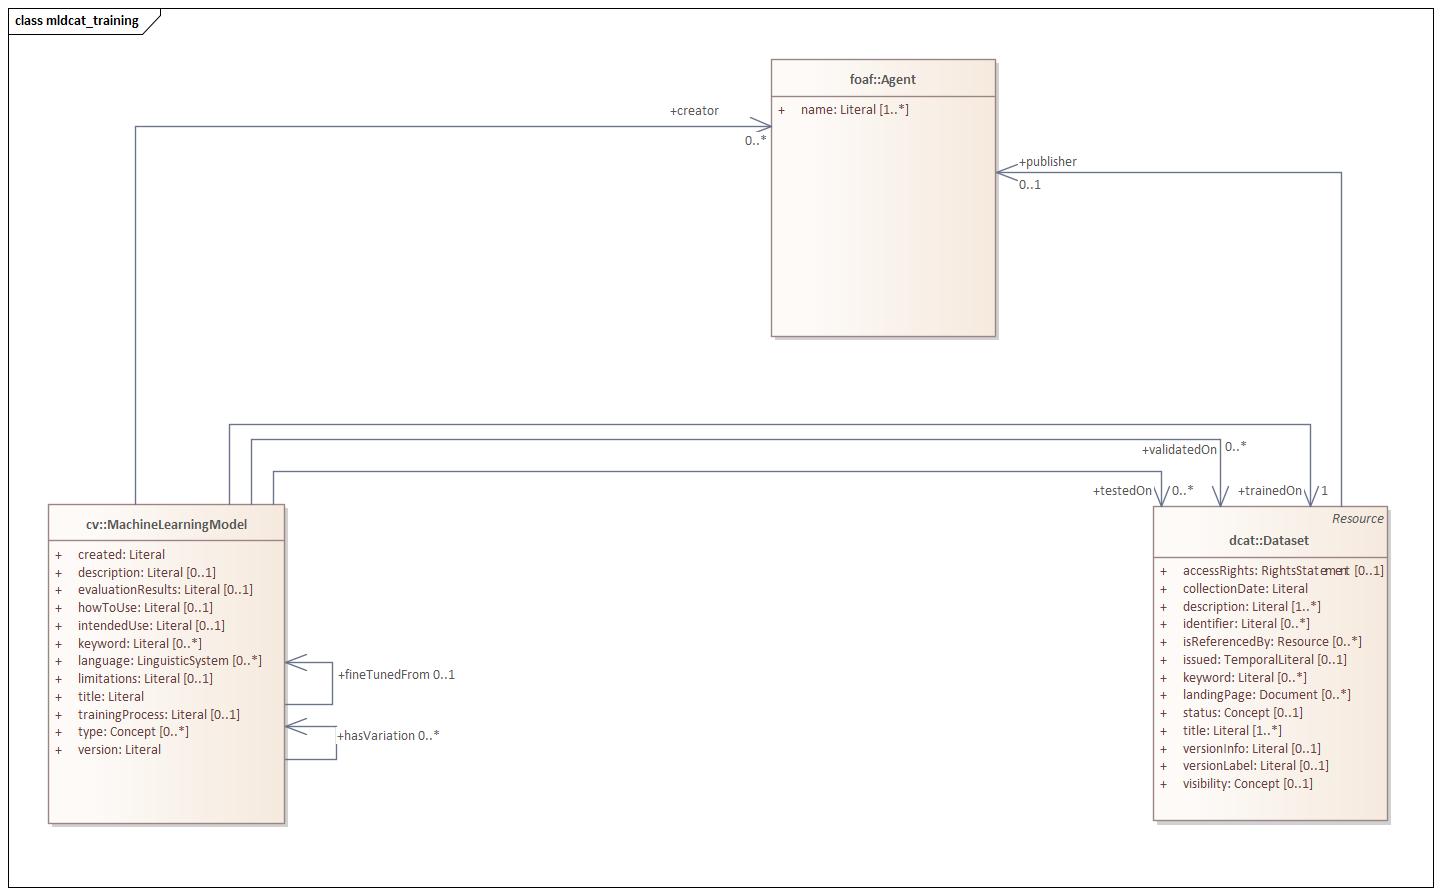 class mldcat_training
foaf::Agent
+ name: Literal [1..*]
+creator
0..*
+publisher
0..1
+validatedOn 0..*
+testedOn 0..*
+trainedOn 1
cv::MachineLearningModel
+ created: Literal
+ description: Literal [0..1]
+ evaluationResults: Literal [0..1]
+ howToUse: Literal [0..1]
+ intendedUse: Literal [0..1]
+ keyword: Literal [0..*]
+ language: LinguisticSystem [0..*]
+ limitations: Literal [0..1]
+ title: Literal
+ trainingProcess: Literal [0..1]
+ type: Concept [0..*]
+ version: Literal
+fineTunedFrom 0..1
+hasVariation 0..*
Resource
dcat::Dataset
+ accessRights: RightsStatement [0..1]
+ collectionDate: Literal
+ description: Literal [1..*]
+ identifier: Literal [0..*]
+ isReferencedBy: Resource [0..*]
+ issued: TemporalLiteral [0..1]
+ keyword: Literal [0..*]
+ landingPage: Document [0..*]
+ status: Concept [0..1]
+ title: Literal [1..*]
+ versionInfo: Literal [0..1]
+ versionLabel: Literal [0..1]
+ visibility: Concept [0..1]